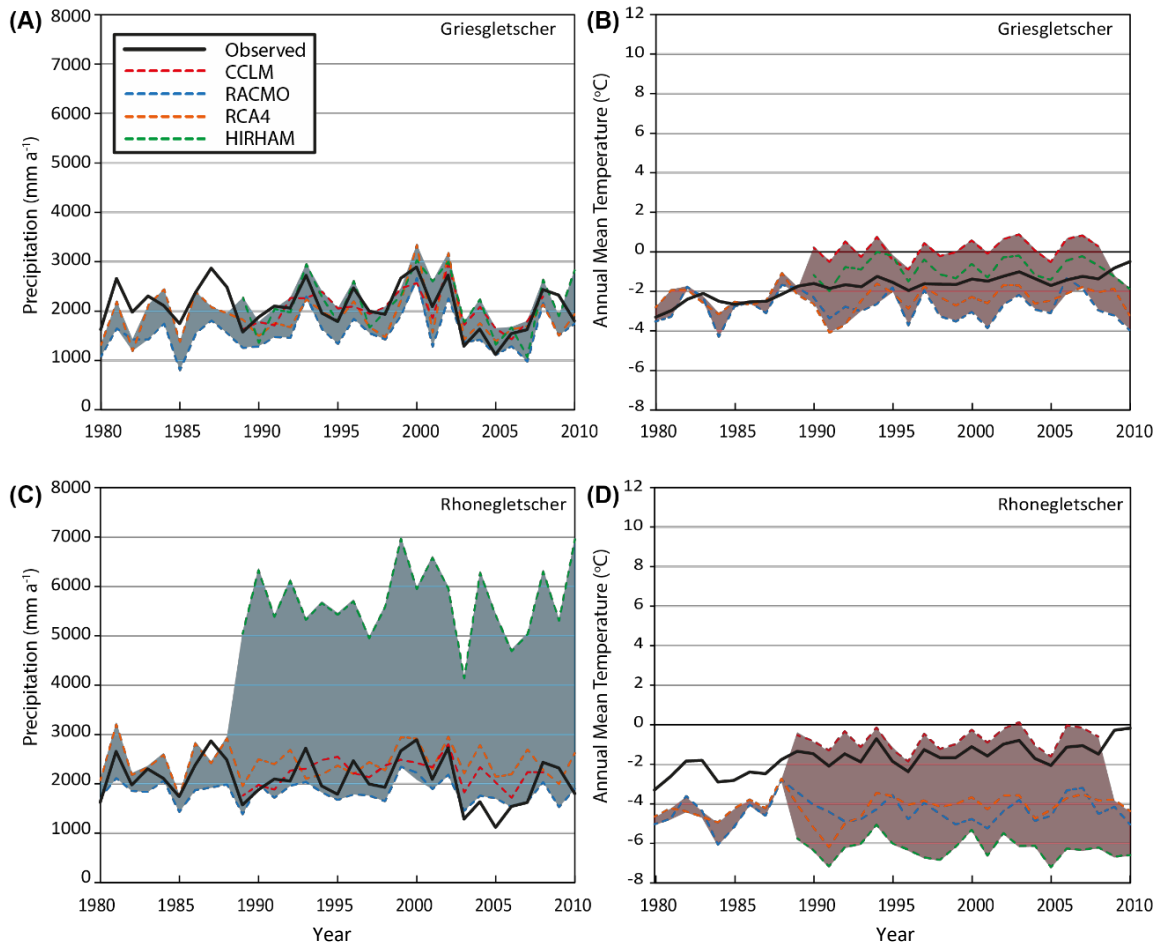 (A)
Griesgletscher
Observed
CCLM
RACMO
RCA4
HIRHAM
Precipitation (mm a⁻¹)
8000
7000
6000
5000
4000
3000
2000
1000
0
1980 1985 1990 1995 2000 2005 2010
(B)
Griesgletscher
Annual Mean Temperature (°C)
12
10
8
6
4
2
0
-2
-4
-6
-8
1980 1985 1990 1995 2000 2005 2010
(C)
Rhonegletscher
Precipitation (mm a⁻¹)
8000
7000
6000
5000
4000
3000
2000
1000
0
1980 1985 1990 1995 2000 2005 2010
Year
(D)
Rhonegletscher
Annual Mean Temperature (°C)
12
10
8
6
4
2
0
-2
-4
-6
-8
1980 1985 1990 1995 2000 2005 2010
Year